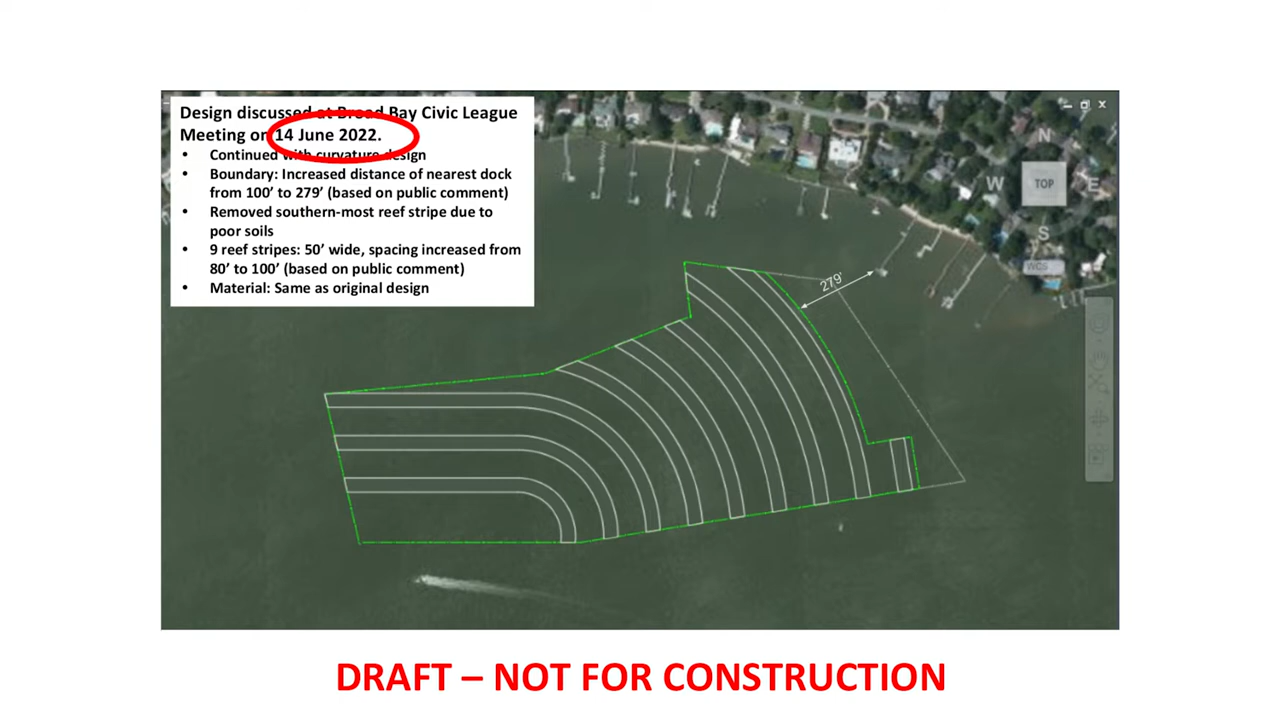 Design discussed at Broad Bay Civic League
Meeting on 14 June 2022.
• Continued with curvature design
• Boundary: Increased distance of nearest dock
from 100' to 279' (based on public comment)
• Removed southern-most reef stripe due to
poor soils
• 9 reef stripes: 50' wide, spacing increased from
80' to 100' (based on public comment)
• Material: Same as original design
N
W TOP E
S
WCS
279'
DRAFT – NOT FOR CONSTRUCTION